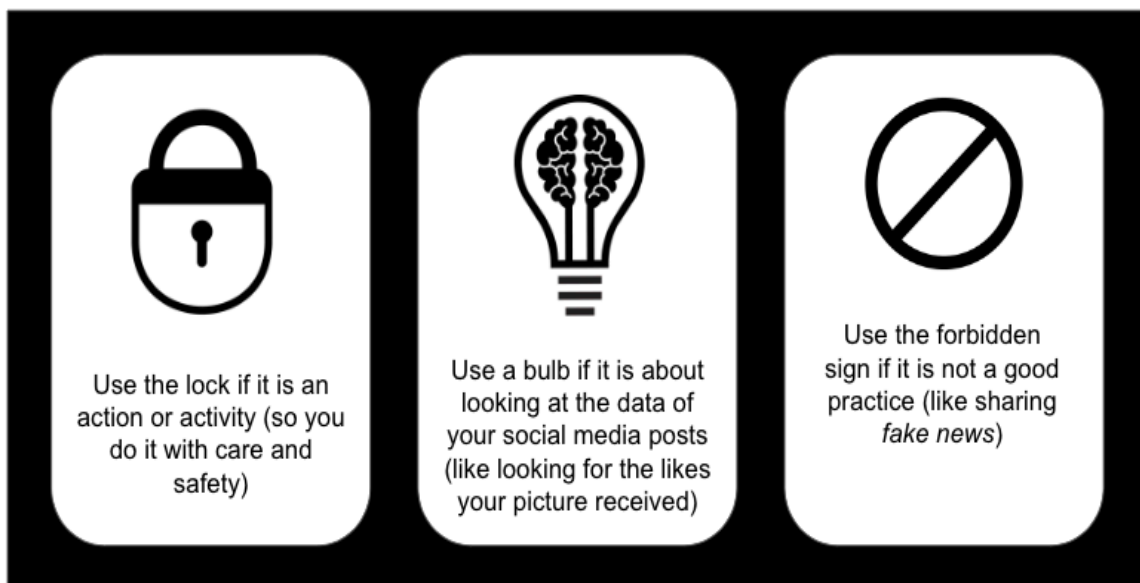 Use the lock if it is an
action or activity (so you
do it with care and
safety)
Use a bulb if it is about
looking at the data of
your social media posts
(like looking for the likes
your picture received)
Use the forbidden
sign if it is not a good
practice (like sharing
fake news)